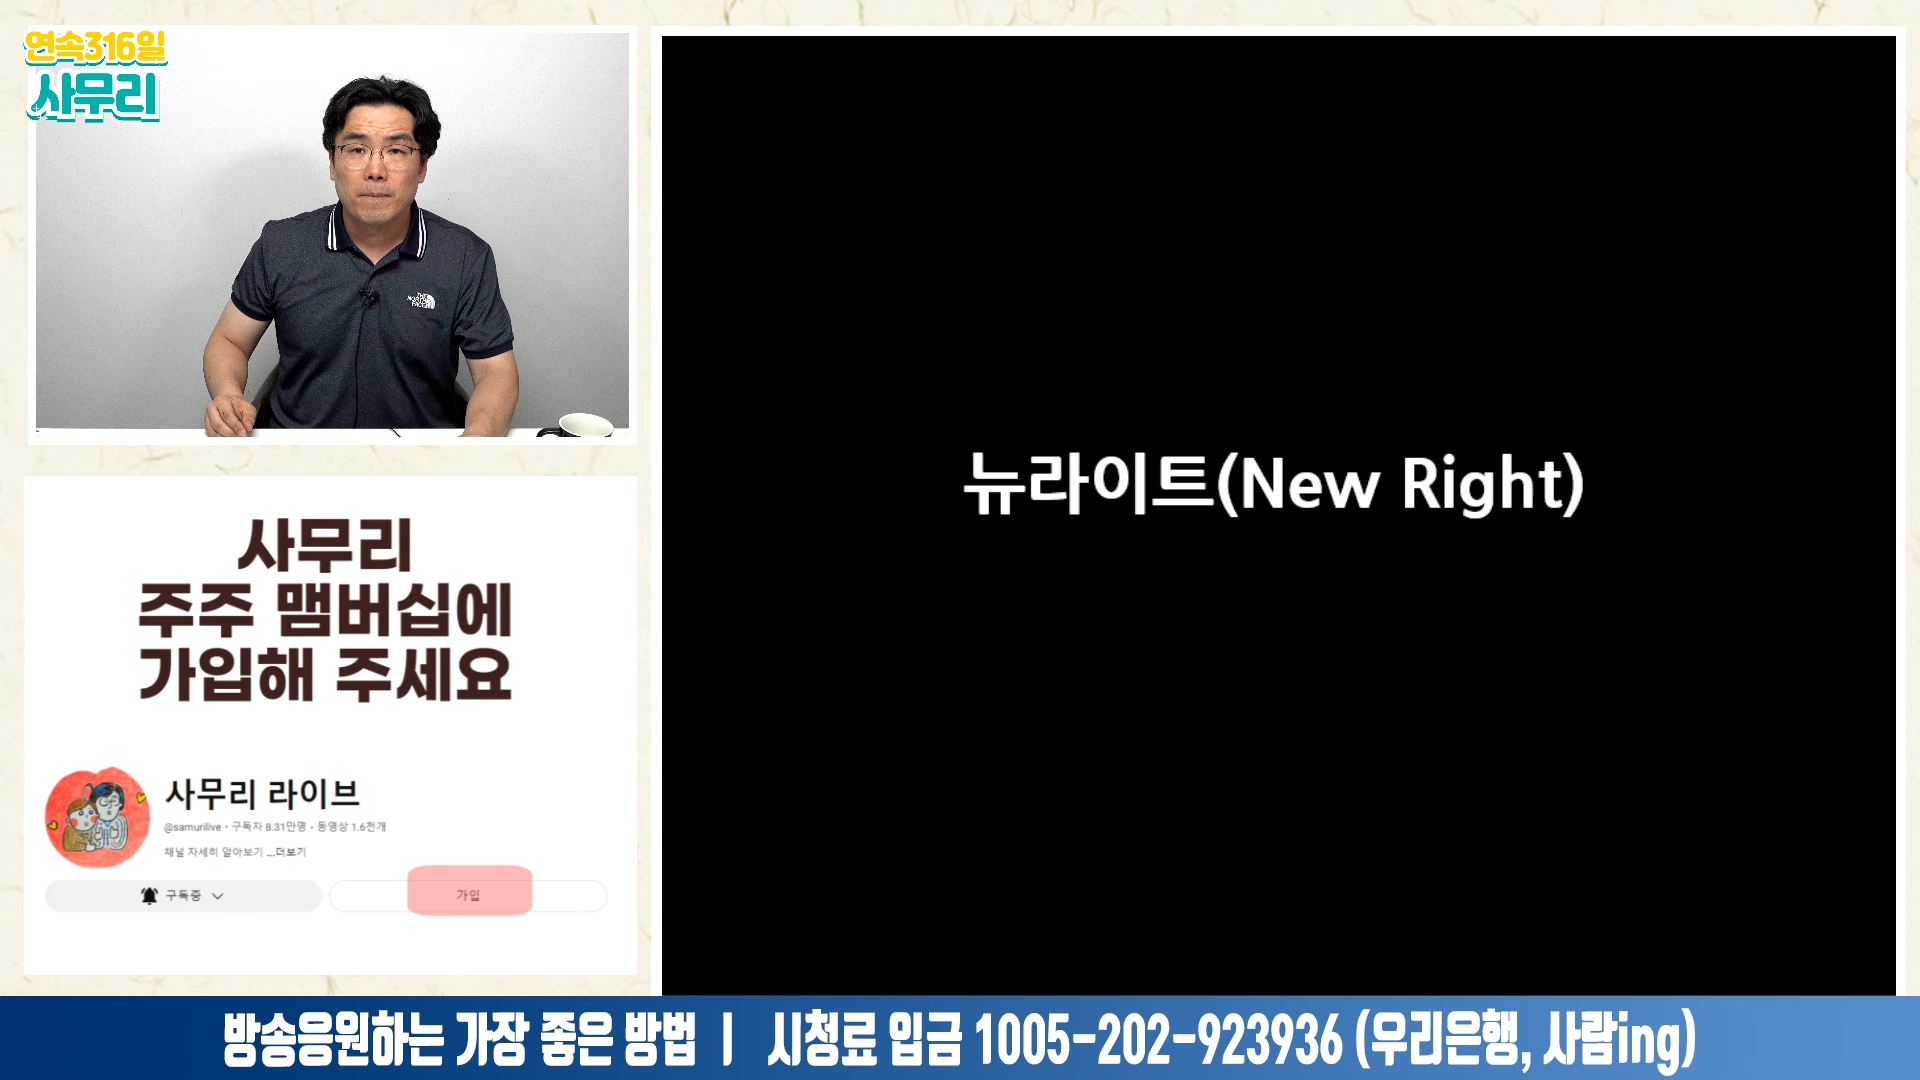 연속316일
사무리
THE NORTH FACE
뉴라이트(New Right)
사무리
주주 맴버십에
가입해 주세요
사무리 라이브
@samurilive • 구독자 8.31만명 • 동영상 1.6천개
채널 자세히 알아보기 ...더보기
구독중
가입
방송응원하는 가장 좋은 방법 | 시청료 입금 1005-202-923936 (우리은행, 사람ing)